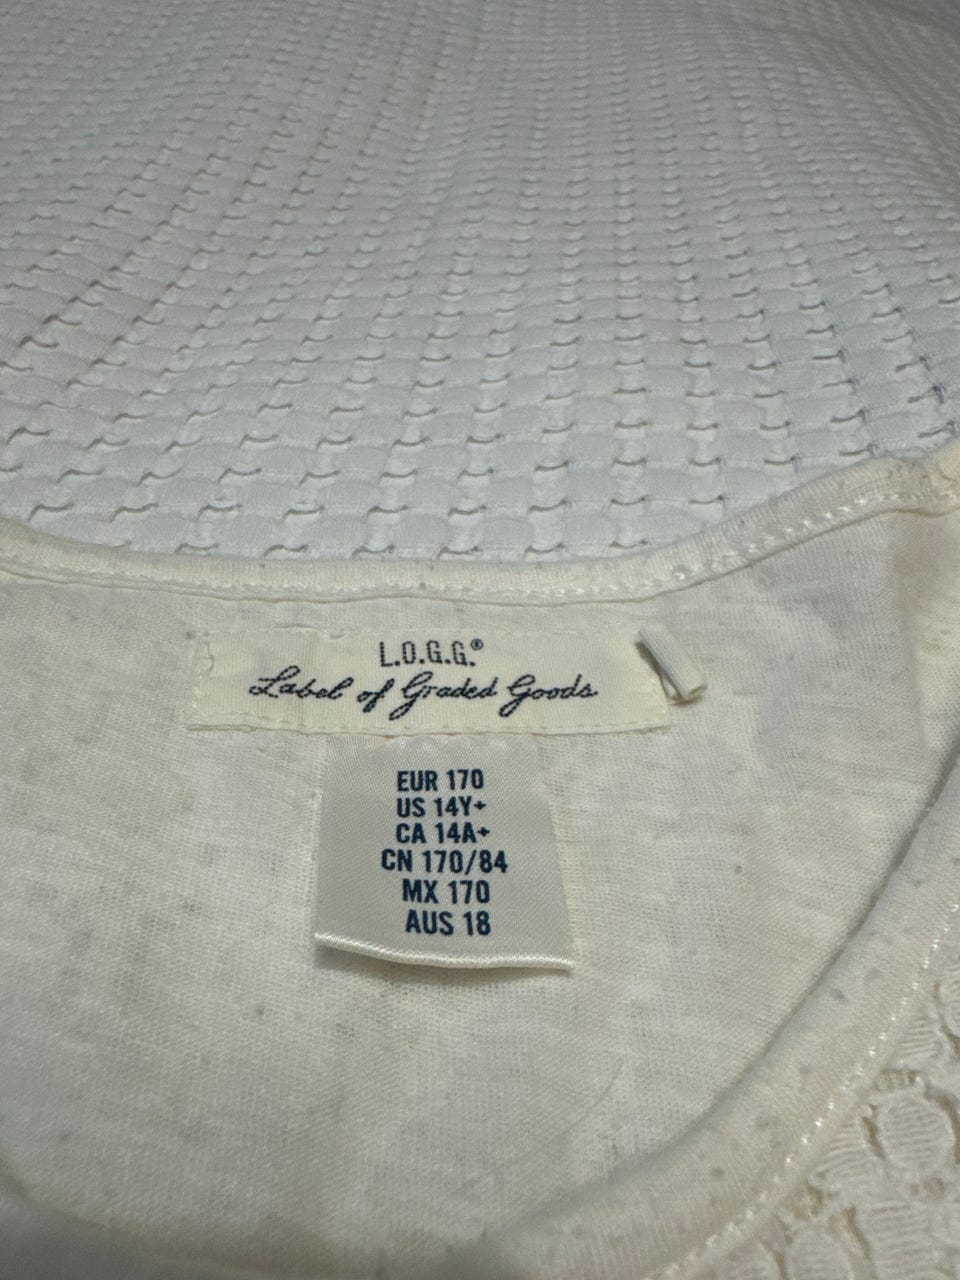 L.O.G.G.®
Label of Graded Goods
EUR 170
US 14Y+
CA 14A+
CN 170/84
MX 170
AUS 18